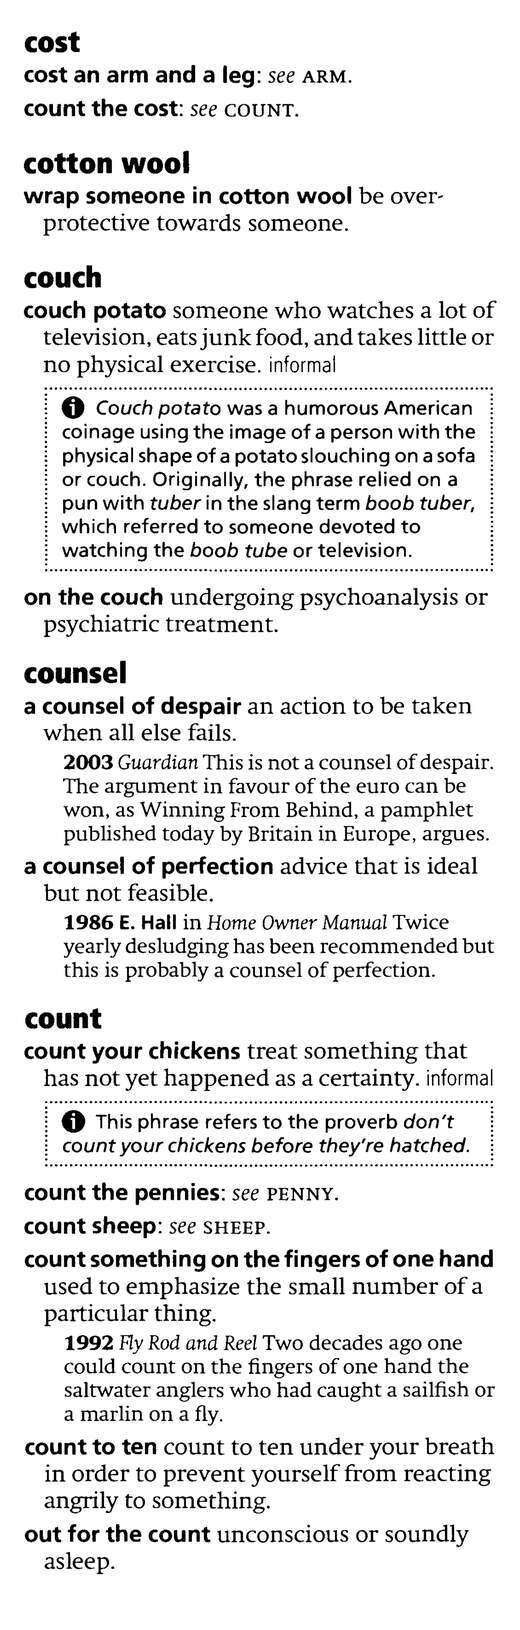 cost
cost an arm and a leg: see ARM.
count the cost: see COUNT.
cotton wool
wrap someone in cotton wool be over-
protective towards someone.
couch
couch potato someone who watches a lot of
television, eats junk food, and takes little or
no physical exercise. informal
Couch potato was a humorous American
coinage using the image of a person with the
physical shape of a potato slouching on a sofa
or couch. Originally, the phrase relied on a
pun with tuber in the slang term boob tuber,
which referred to someone devoted to
watching the boob tube or television.
on the couch undergoing psychoanalysis or
psychiatric treatment.
counsel
a counsel of despair an action to be taken
when all else fails.
2003 Guardian This is not a counsel of despair.
The argument in favour of the euro can be
won, as Winning From Behind, a pamphlet
published today by Britain in Europe, argues.
a counsel of perfection advice that is ideal
but not feasible.
1986 E. Hall in Home Owner Manual Twice
yearly desludging has been recommended but
this is probably a counsel of perfection.
count
count your chickens treat something that
has not yet happened as a certainty. informal
This phrase refers to the proverb don't
count your chickens before they're hatched.
count the pennies: see PENNY.
count sheep: see SHEEP.
count something on the fingers of one hand
used to emphasize the small number of a
particular thing.
1992 Fly Rod and Reel Two decades ago one
could count on the fingers of one hand the
saltwater anglers who had caught a sailfish or
a marlin on a fly.
count to ten count to ten under your breath
in order to prevent yourself from reacting
angrily to something.
out for the count unconscious or soundly
asleep.